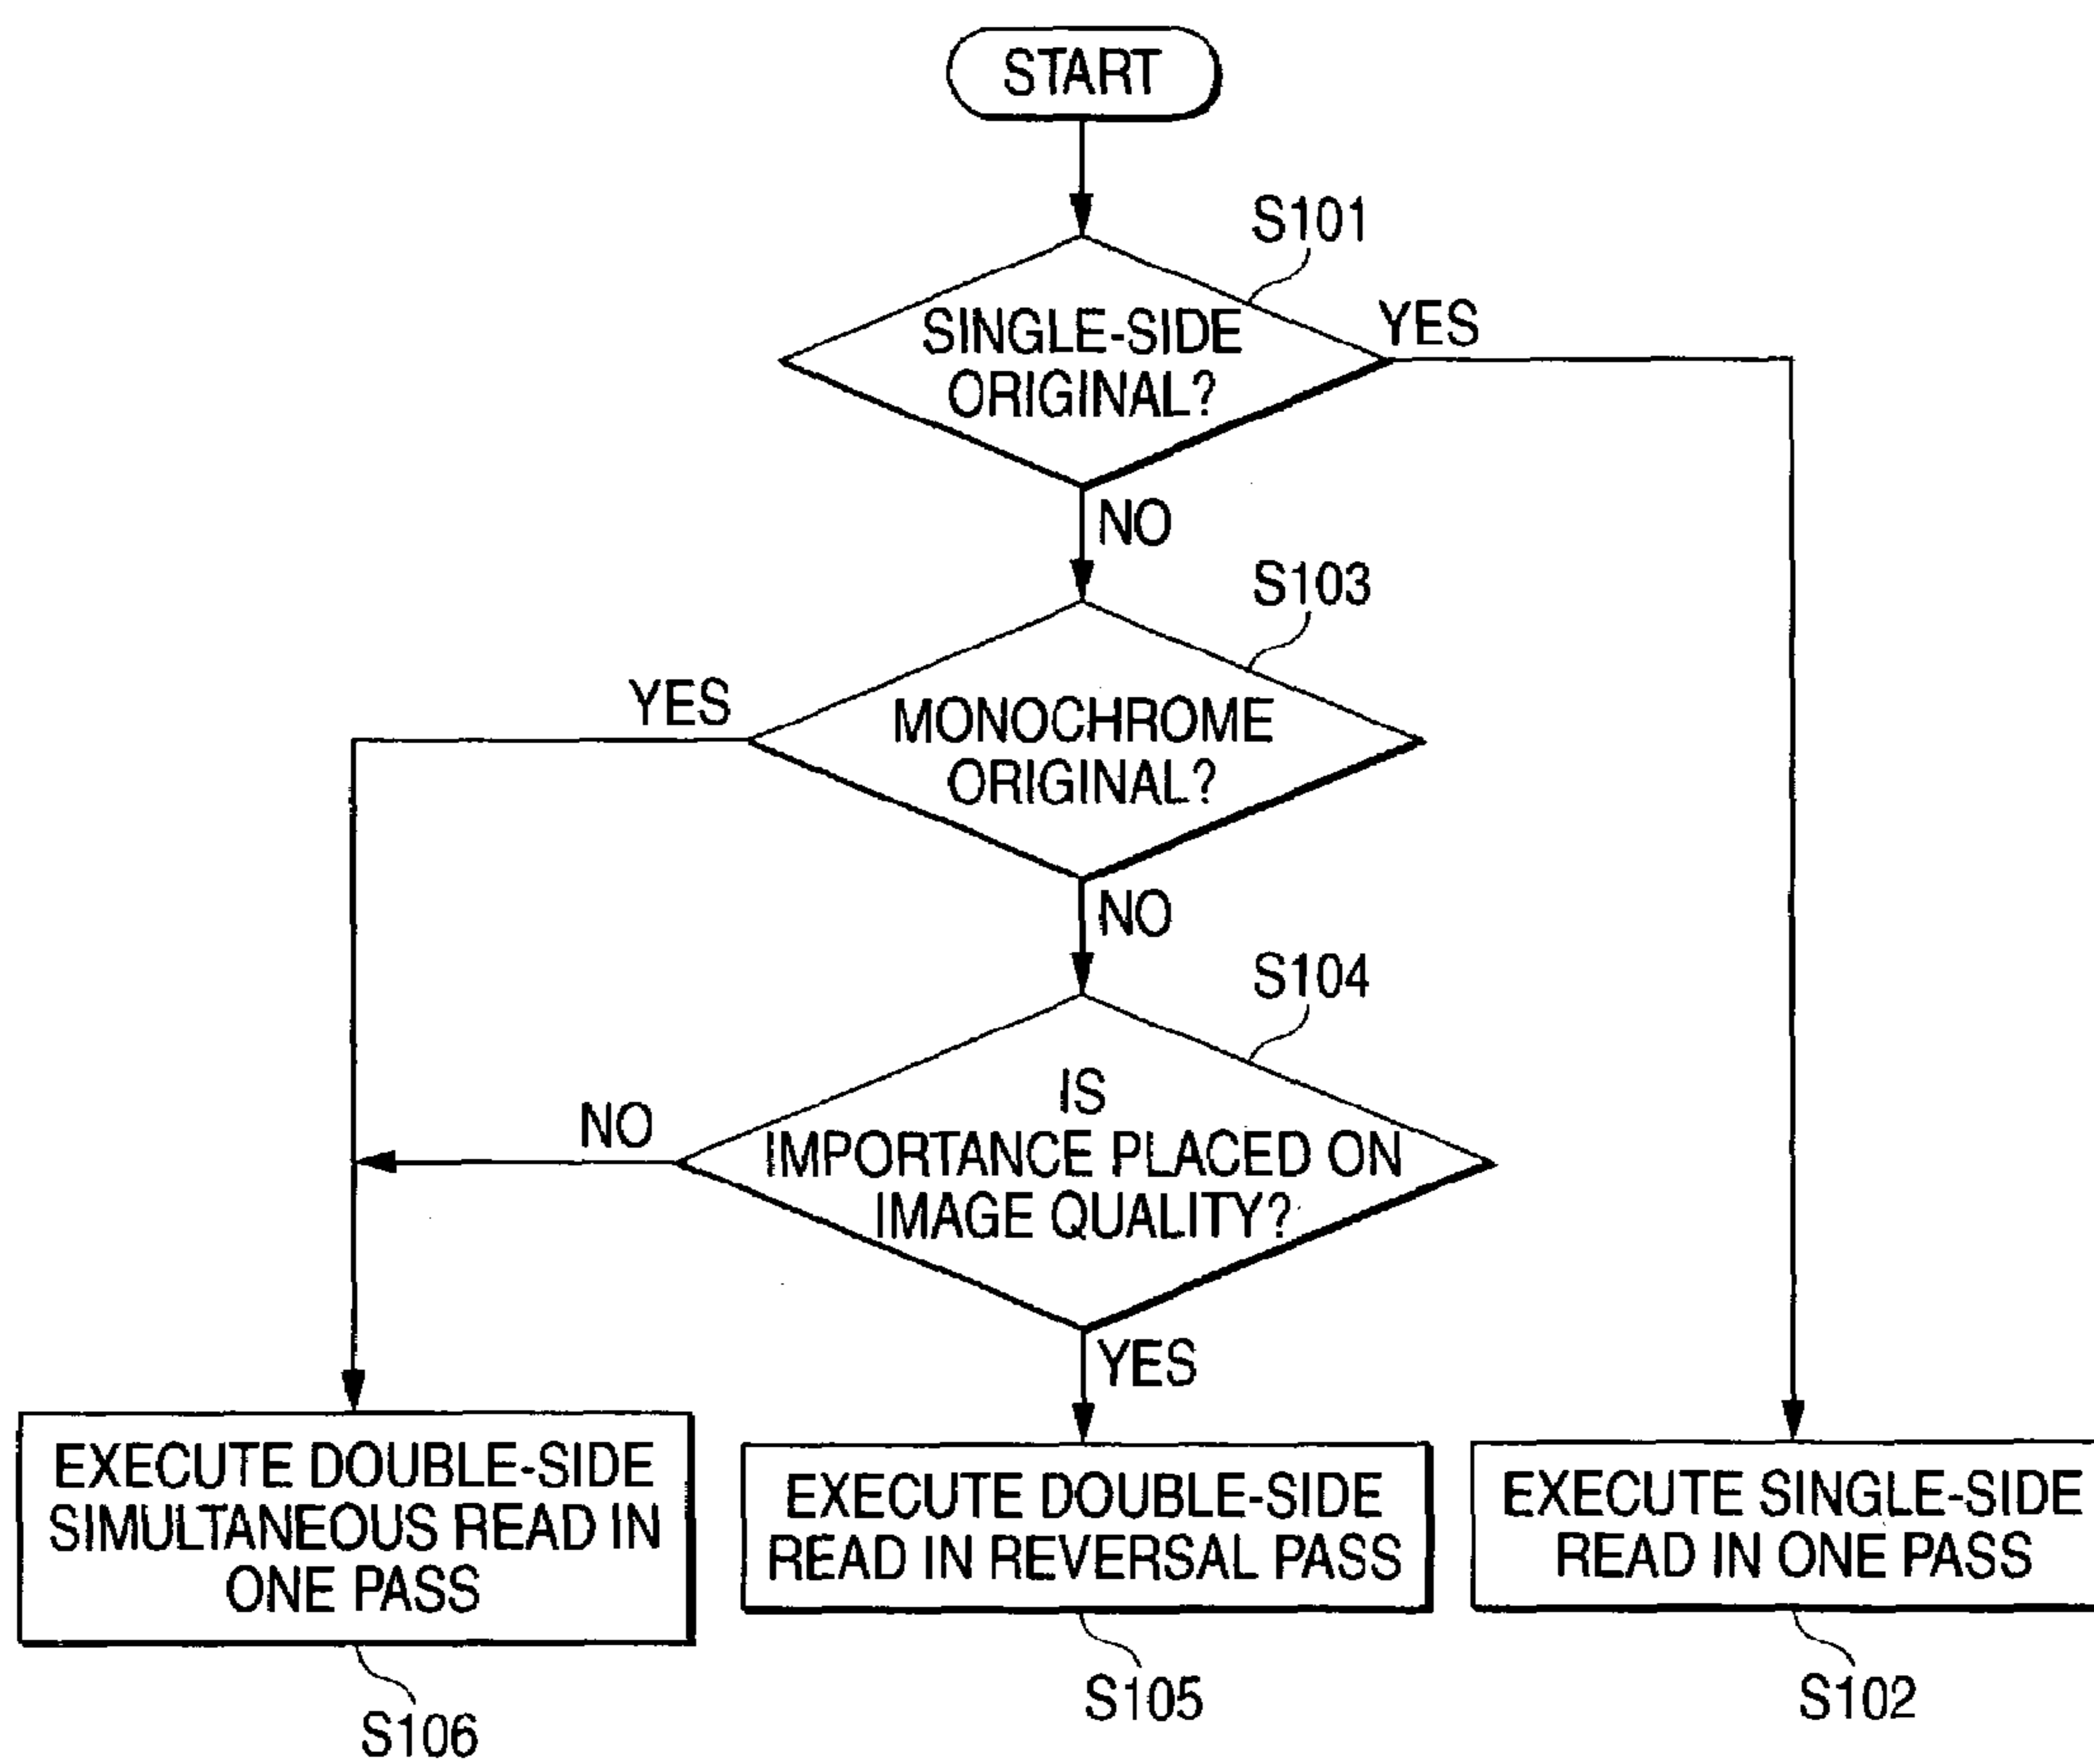 START
S101
SINGLE-SIDE
ORIGINAL?
YES
NO
S103
YES
MONOCHROME
ORIGINAL?
NO
S104
IS
IMPORTANCE PLACED ON
IMAGE QUALITY?
NO
YES
EXECUTE DOUBLE-SIDE
SIMULTANEOUS READ IN
ONE PASS
S106
EXECUTE DOUBLE-SIDE
READ IN REVERSAL PASS
S105
EXECUTE SINGLE-SIDE
READ IN ONE PASS
S102